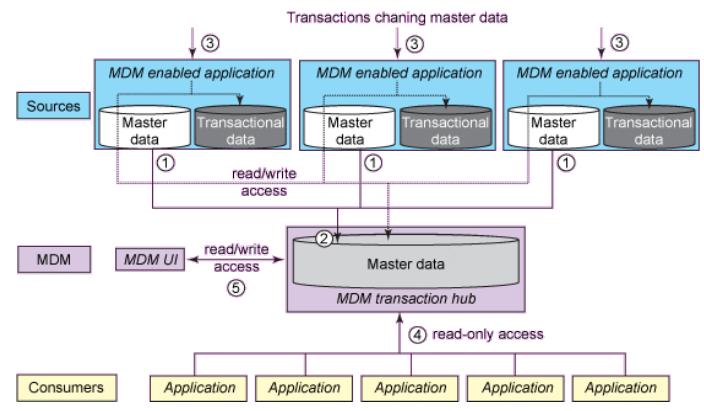 Transactions chaning master data
③ ③ ③
MDM enabled application MDM enabled application MDM enabled application
Sources
Master data Transactional data Master data Transactional data Master data Transactional data
① ① ①
read/write
access
②
MDM
MDM UI
read/write
access
⑤
Master data
MDM transaction hub
④ read-only access
Consumers
Application Application Application Application Application